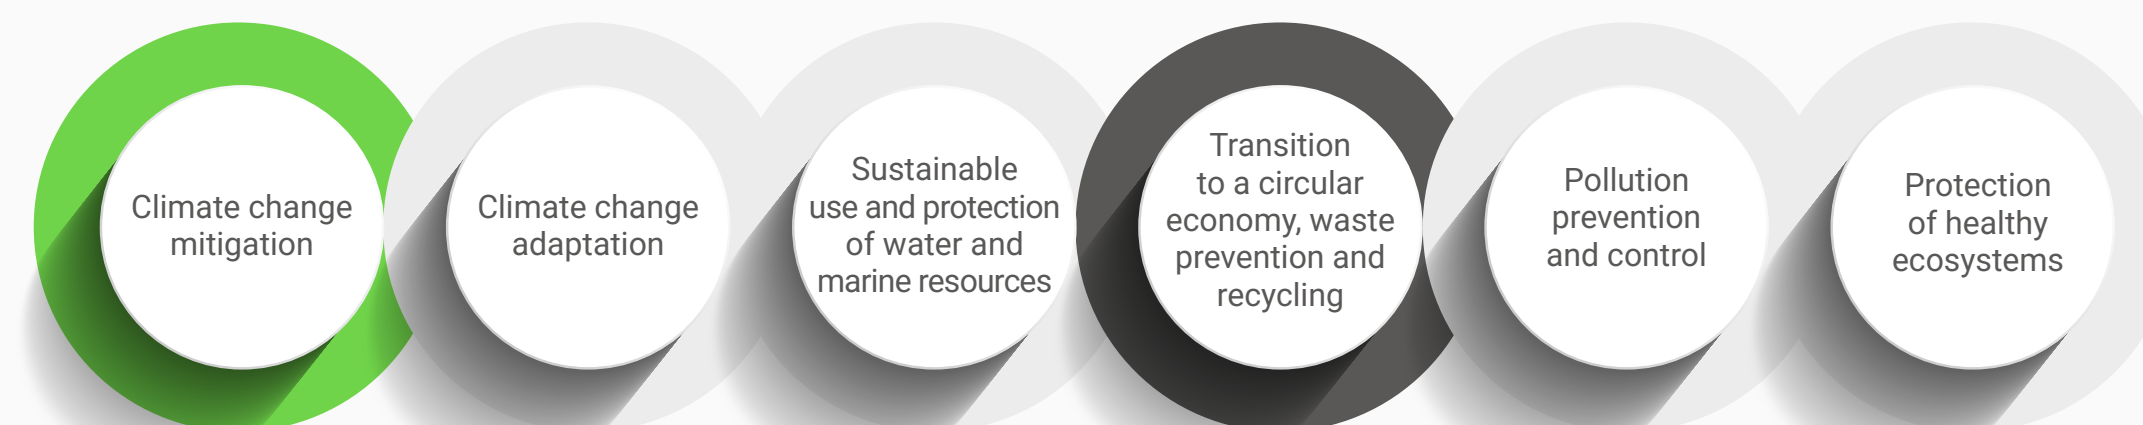 Climate change
mitigation
Climate change
adaptation
Sustainable
use and protection
of water and
marine resources
Transition
to a circular
economy, waste
prevention and
recycling
Pollution
prevention
and control
Protection
of healthy
ecosystems